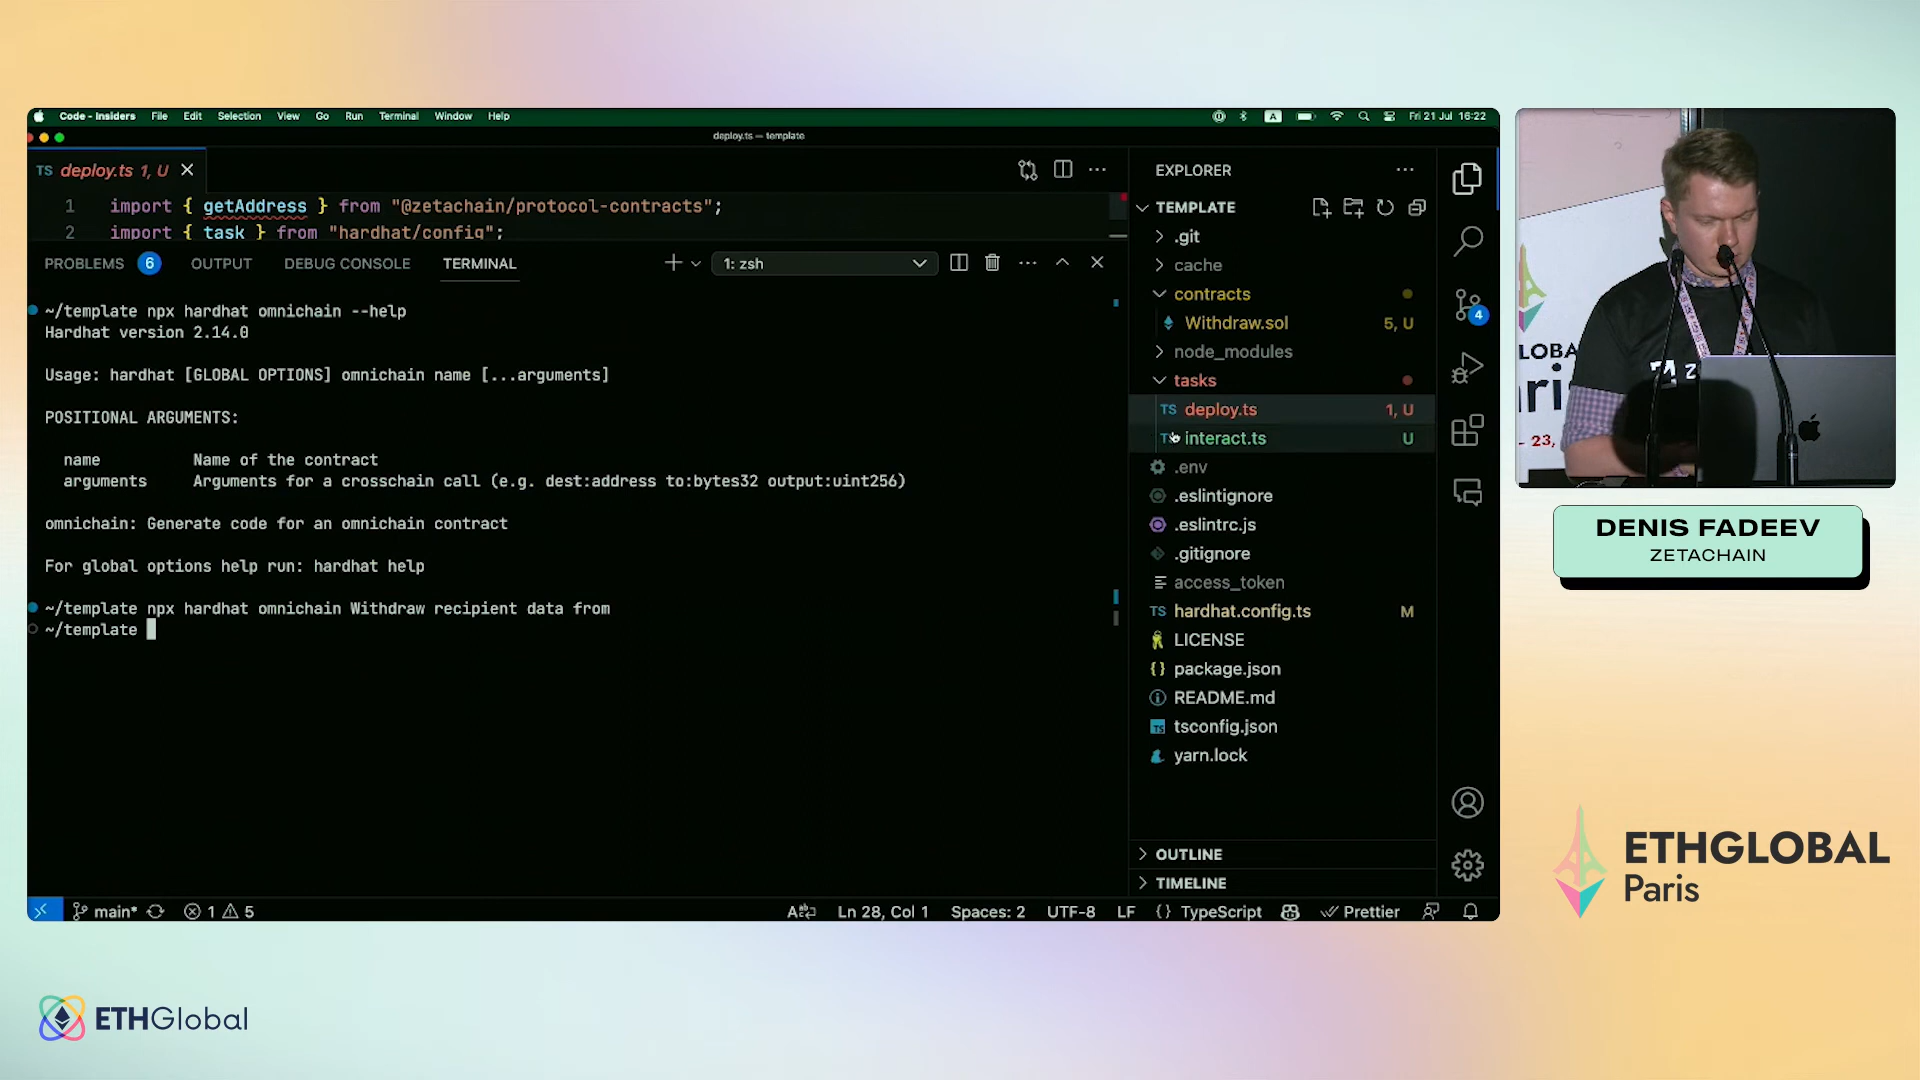 Code - Insiders File Edit Selection View Go Run Terminal Window Help
A Fri 21 Jul 16:22
deploy.ts — template
TS deploy.ts 1, U
1 import { getAddress } from "@zetachain/protocol-contracts";
2 import { task } from "hardhat/config";
PROBLEMS 6 OUTPUT DEBUG CONSOLE TERMINAL
1: zsh
~/template npx hardhat omnichain --help
Hardhat version 2.14.0
Usage: hardhat [GLOBAL OPTIONS] omnichain name [...arguments]
POSITIONAL ARGUMENTS:
name Name of the contract
arguments Arguments for a crosschain call (e.g. dest:address to:bytes32 output:uint256)
omnichain: Generate code for an omnichain contract
For global options help run: hardhat help
~/template npx hardhat omnichain Withdraw recipient data from
~/template
EXPLORER
TEMPLATE
.git
cache
contracts
Withdraw.sol 5, U
node_modules
tasks
TS deploy.ts 1, U
interact.ts U
.env
.eslintignore
.eslintrc.js
.gitignore
access_token
TS hardhat.config.ts M
LICENSE
{} package.json
README.md
TS tsconfig.json
yarn.lock
OUTLINE
TIMELINE
4
main* 1 5
Ln 28, Col 1 Spaces: 2 UTF-8 LF {} TypeScript Prettier
DENIS FADEEV
ZETACHAIN
ETHGLOBAL
Paris
ETHGlobal